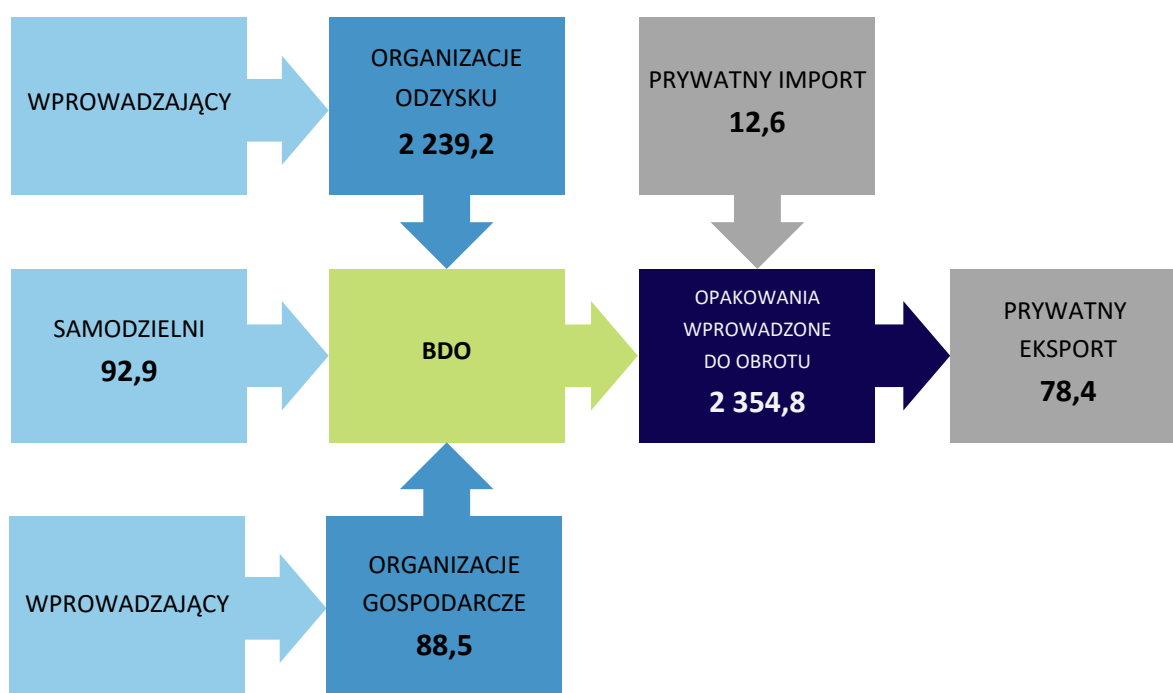 WPROWADZAJĄCY
ORGANIZACJE
ODZYSKU
2 239,2
PRYWATNY IMPORT
12,6
SAMODZIELNI
92,9
BDO
OPAKOWANIA
WPROWADZONE
DO OBROTU
2 354,8
PRYWATNY
EKSPORT
78,4
WPROWADZAJĄCY
ORGANIZACJE
GOSPODARCZE
88,5